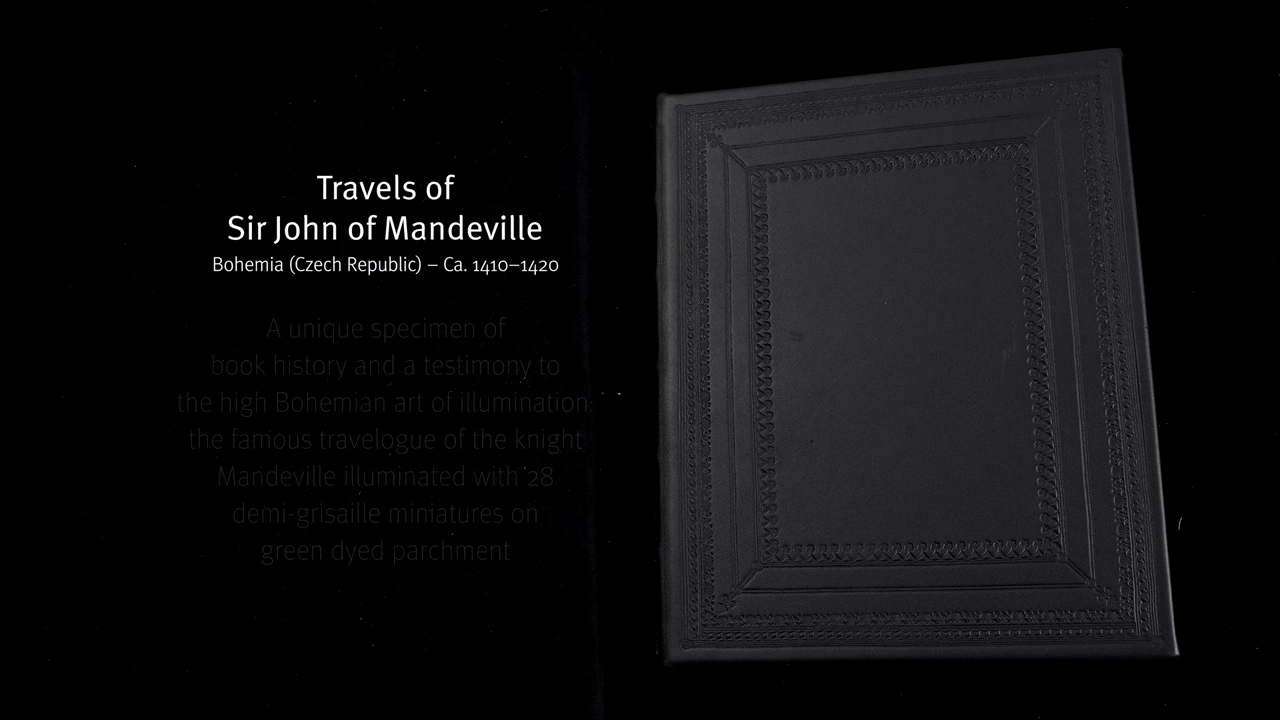 Travels of
Sir John of Mandeville
Bohemia (Czech Republic) – Ca. 1410–1420
A unique specimen of
book history and a testimony to
the high Bohemian art of illumination:
the famous travelogue of the knight
Mandeville illuminated with 28
demi-grisaille miniatures on
green dyed parchment